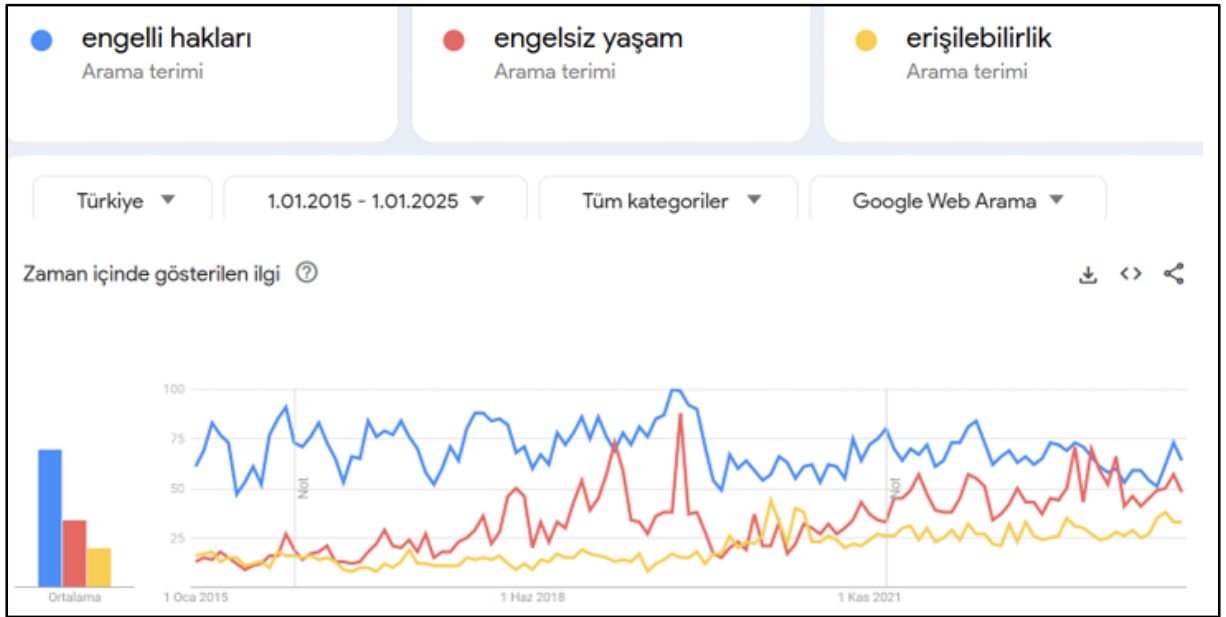 engelli hakları
Arama terimi
engelsiz yaşam
Arama terimi
erişilebilirlik
Arama terimi
Türkiye
1.01.2015 - 1.01.2025
Tüm kategoriler
Google Web Arama
Zaman içinde gösterilen ilgi
100
75
50
25
Not
Not
Ortalama
1 Oca 2015
1 Haz 2018
1 Kas 2021